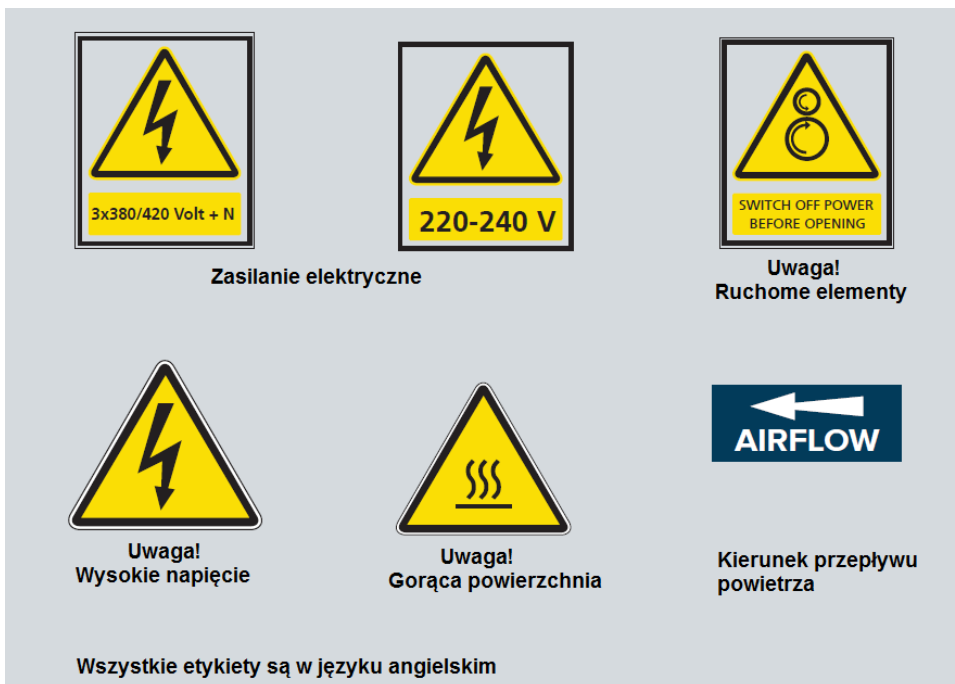 3x380/420 Volt + N
220-240 V
SWITCH OFF POWER
BEFORE OPENING
Zasilanie elektryczne
Uwaga!
Ruchome elementy
AIRFLOW
Uwaga!
Wysokie napięcie
Uwaga!
Gorąca powierzchnia
Kierunek przepływu
powietrza
Wszystkie etykiety są w języku angielskim